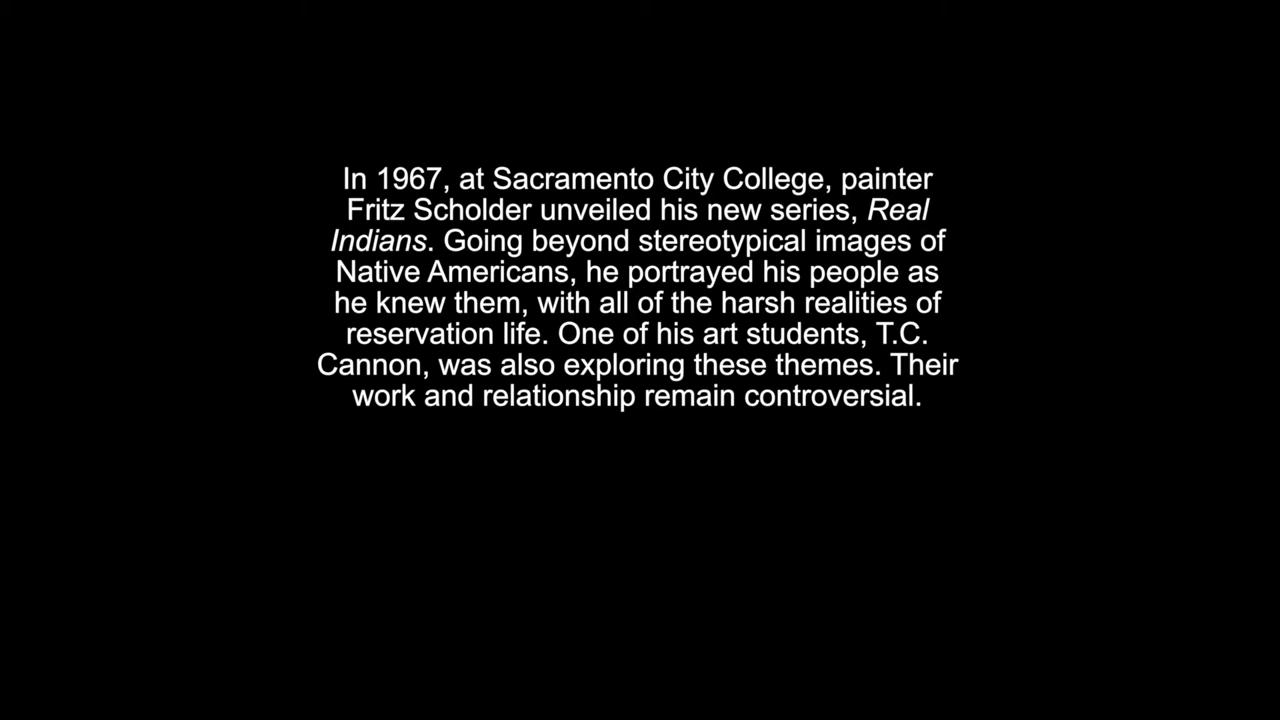 In 1967, at Sacramento City College, painter
Fritz Scholder unveiled his new series, Real
Indians. Going beyond stereotypical images of
Native Americans, he portrayed his people as
he knew them, with all of the harsh realities of
reservation life. One of his art students, T.C.
Cannon, was also exploring these themes. Their
work and relationship remain controversial.